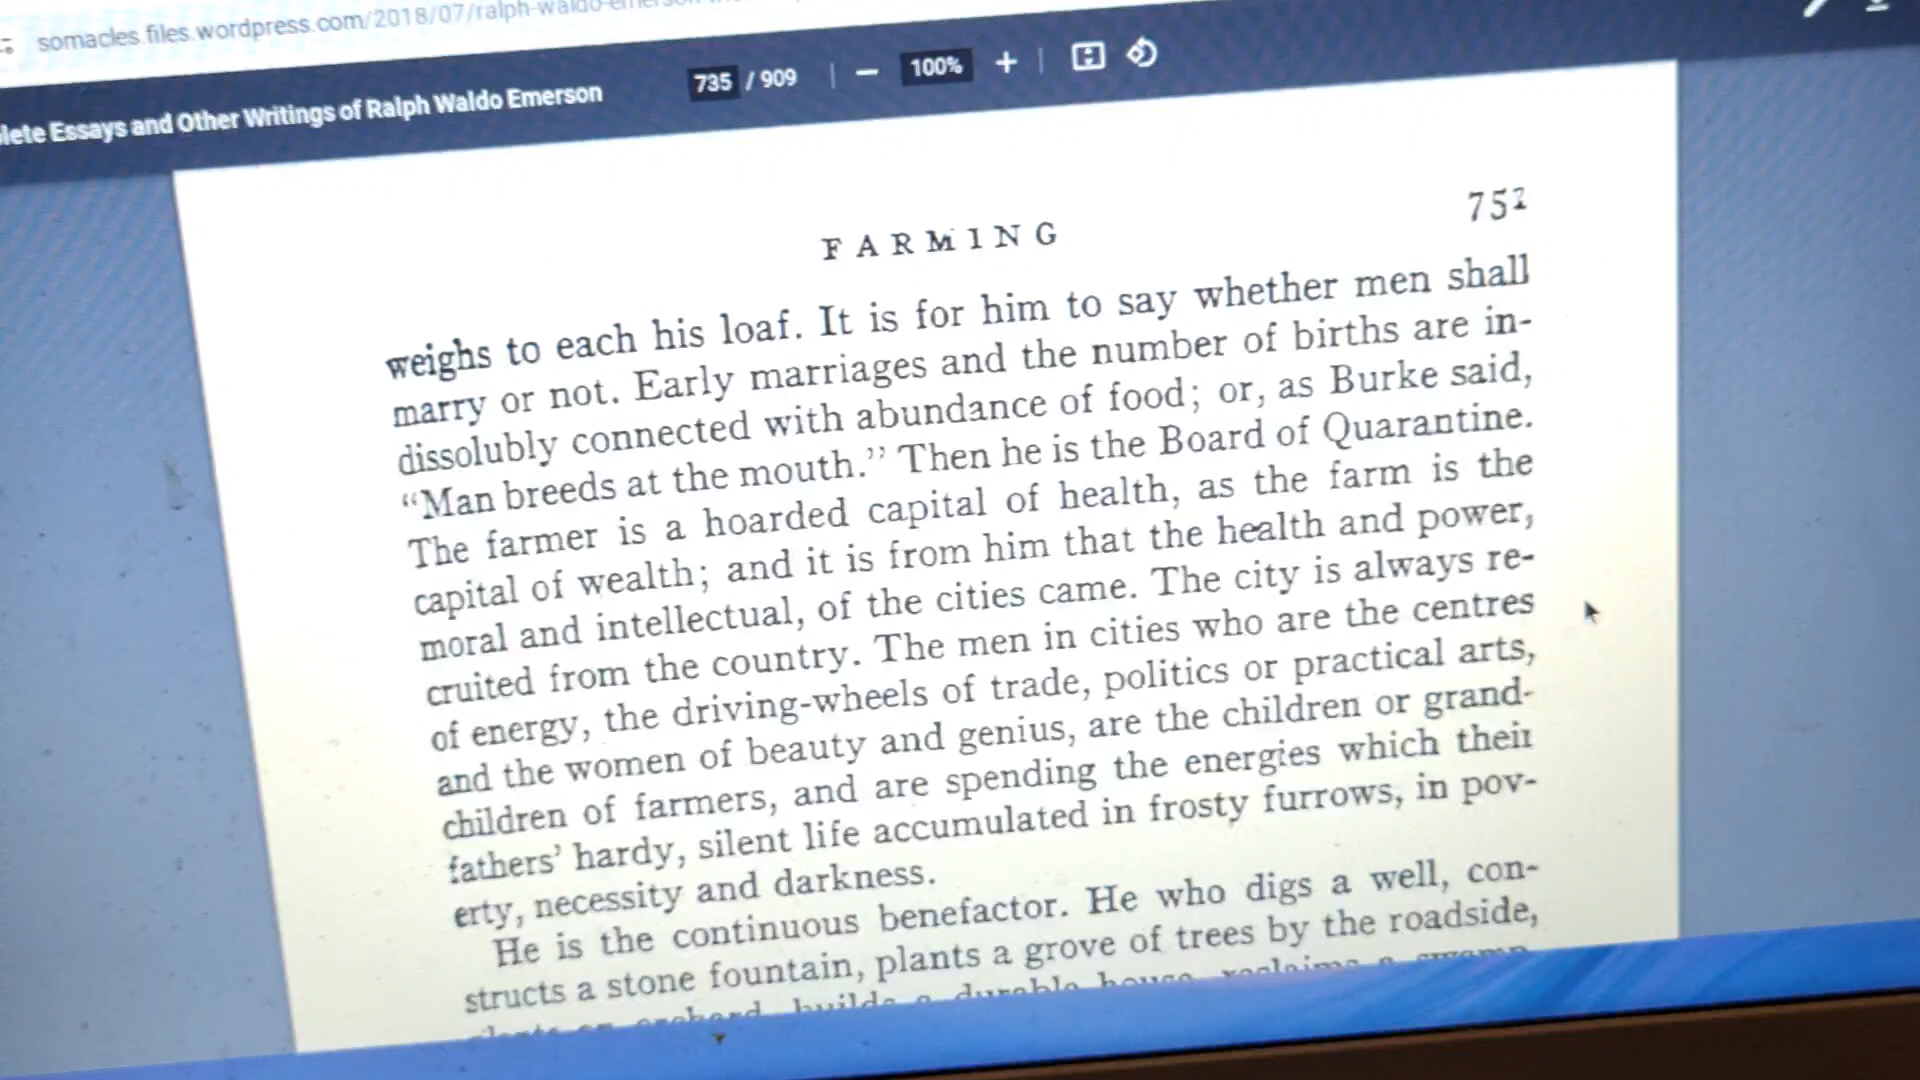 somacles.files.wordpress.com/2018/07/ralph-waldo-emerson-
lete Essays and Other Writings of Ralph Waldo Emerson
735 / 909
100%
752
FARMING
weighs to each his loaf. It is for him to say whether men shall
marry or not. Early marriages and the number of births are in-
dissolubly connected with abundance of food; or, as Burke said,
“Man breeds at the mouth.” Then he is the Board of Quarantine.
The farmer is a hoarded capital of health, as the farm is the
capital of wealth; and it is from him that the health and power,
moral and intellectual, of the cities came. The city is always re-
cruited from the country. The men in cities who are the centres
of energy, the driving-wheels of trade, politics or practical arts,
and the women of beauty and genius, are the children or grand-
children of farmers, and are spending the energies which their
fathers’ hardy, silent life accumulated in frosty furrows, in pov-
erty, necessity and darkness.
He is the continuous benefactor. He who digs a well, con-
structs a stone fountain, plants a grove of trees by the roadside,
plants an orchard, builds a durable house, reclaims a swamp,